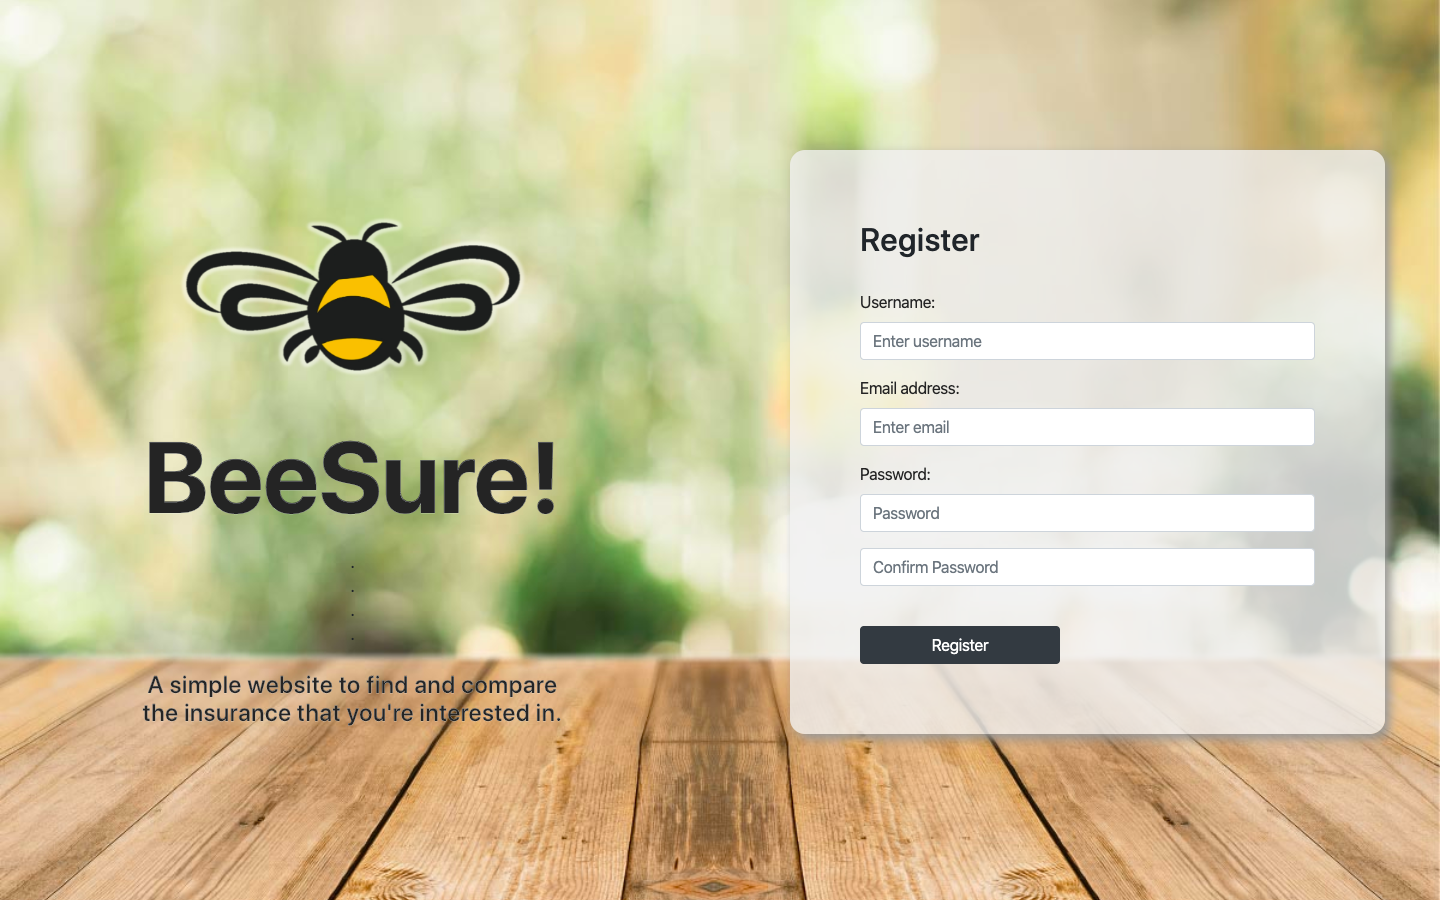 BeeSure!
.
.
.
.
A simple website to find and compare
the insurance that you're interested in.
Register
Username:
Enter username
Email address:
Enter email
Password:
Password
Confirm Password
Register